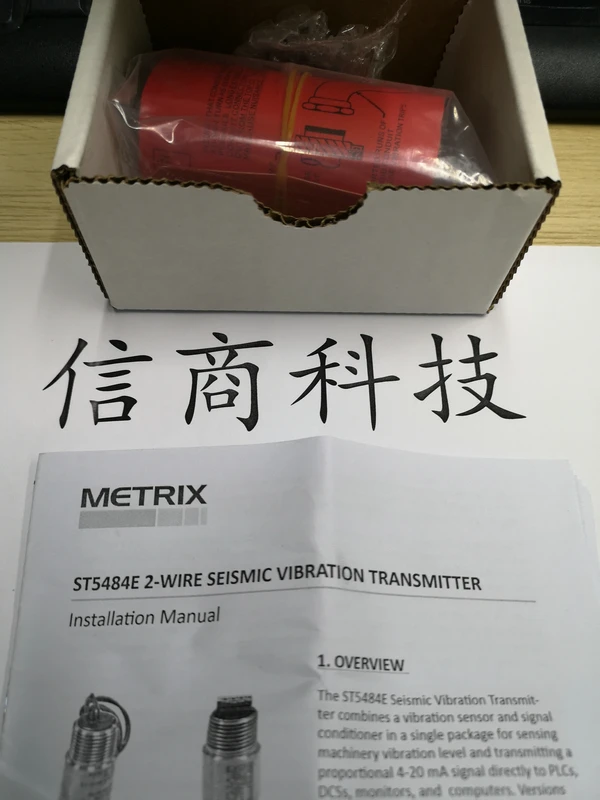 信商科技
METRIX
ST5484E 2-WIRE SEISMIC VIBRATION TRANSMITTER
Installation Manual
1. OVERVIEW
The ST5484E Seismic Vibration Transmit-
ter combines a vibration sensor and signal
conditioner in a single package for sensing
machinery vibration level and transmitting a
proportional 4-20 mA signal directly to PLCs,
DCSs, monitors, and computers. Versions